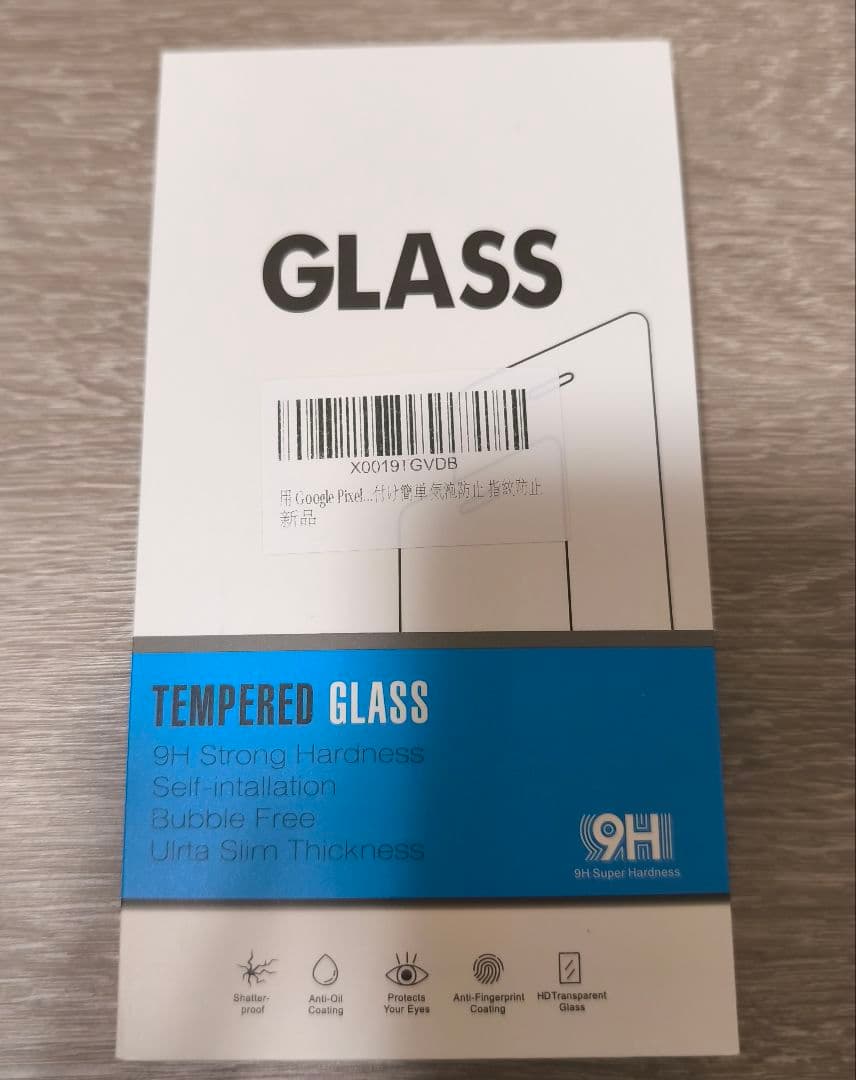 GLASS
X0019TGVDB
用 Google Pixel...付け簡単 気泡防止 指紋防止
新品
TEMPERED GLASS
9H Strong Hardness
Self-intallation
Bubble Free
Ulrta Slim Thickness
9H
9H Super Hardness
Shatter-
proof
Anti-Oil
Coating
Protects
Your Eyes
Anti-Fingerprint
Coating
HDTransparent
Glass